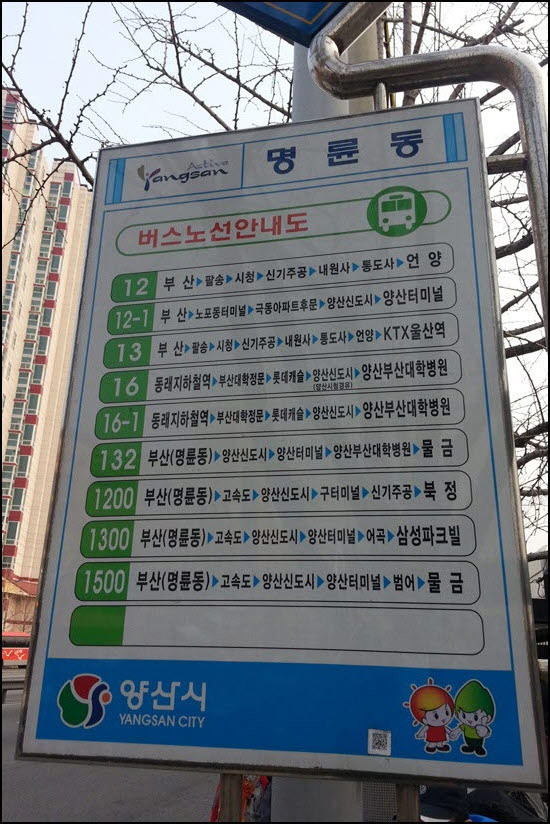 Active
Yangsan
명륜동
버스노선안내도
12 부산▶팔송▶시청▶신기주공▶내원사▶통도사▶언양
12-1 부산▶노포동터미널▶극동아파트후문▶양산신도시▶양산터미널
13 부산▶팔송▶시청▶신기주공▶내원사▶통도사▶언양▶KTX울산역
16 동래지하철역▶부산대학정문▶롯데캐슬▶양산신도시▶양산부산대학병원
(양산시청경유)
16-1 동래지하철역▶부산대학정문▶롯데캐슬▶양산신도시▶양산부산대학병원
132 부산(명륜동)▶양산신도시▶양산터미널▶양산부산대학병원▶물금
1200 부산(명륜동)▶고속도▶양산신도시▶구터미널▶신기주공▶북정
1300 부산(명륜동)▶고속도▶양산신도시▶양산터미널▶어곡▶삼성파크빌
1500 부산(명륜동)▶고속도▶양산신도시▶양산터미널▶범어▶물금
양산시
YANGSAN CITY